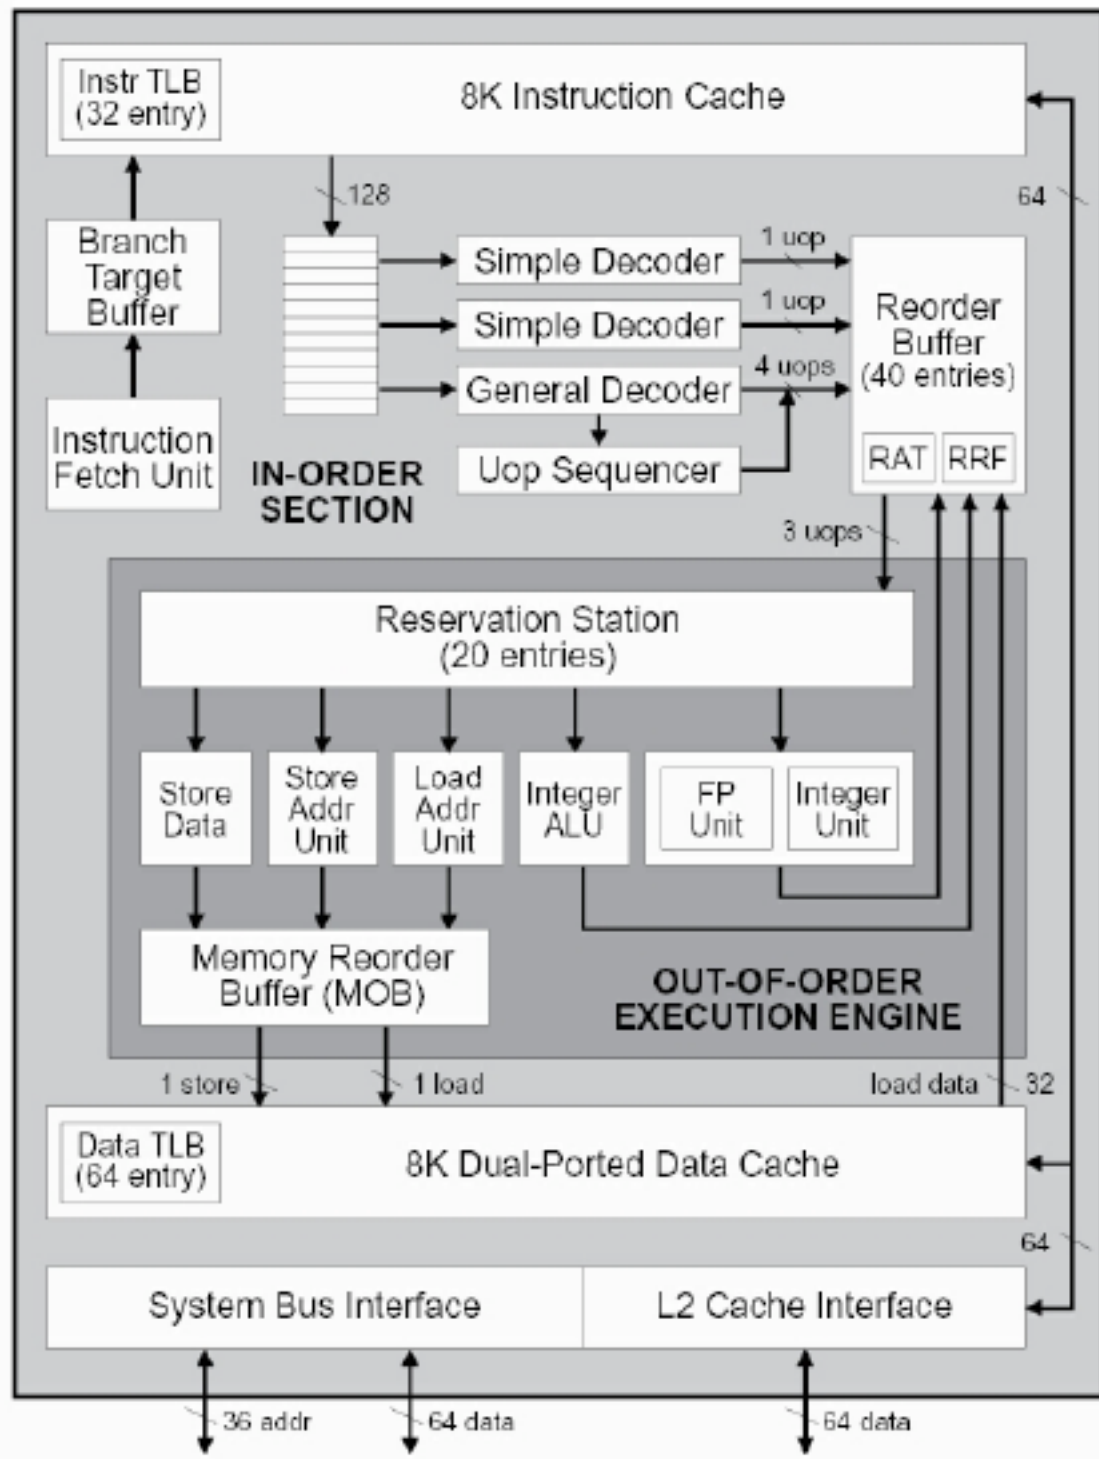 Instr TLB
(32 entry)
8K Instruction Cache
128
64
Branch
Target
Buffer
Simple Decoder
1 uop
Simple Decoder
1 uop
General Decoder
4 uops
Uop Sequencer
Reorder
Buffer
(40 entries)
RAT
RRF
Instruction
Fetch Unit
IN-ORDER
SECTION
3 uops
Reservation Station
(20 entries)
Store
Data
Store
Addr
Unit
Load
Addr
Unit
Integer
ALU
FP
Unit
Integer
Unit
Memory Reorder
Buffer (MOB)
OUT-OF-ORDER
EXECUTION ENGINE
1 store
1 load
load data
32
Data TLB
(64 entry)
8K Dual-Ported Data Cache
64
System Bus Interface
L2 Cache Interface
36 addr
64 data
64 data